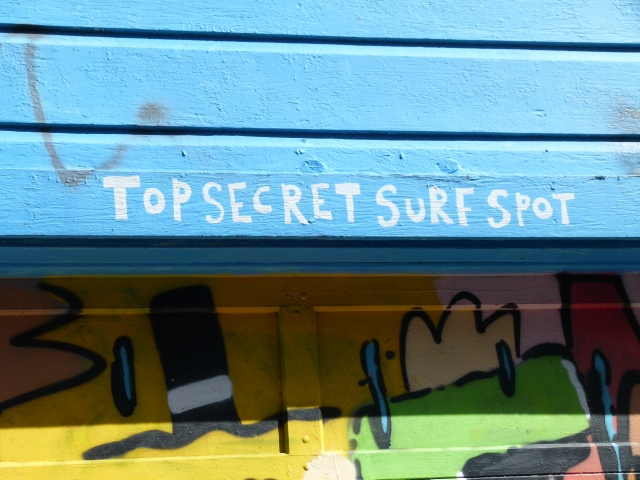 TOP SECRET SURF SPOT